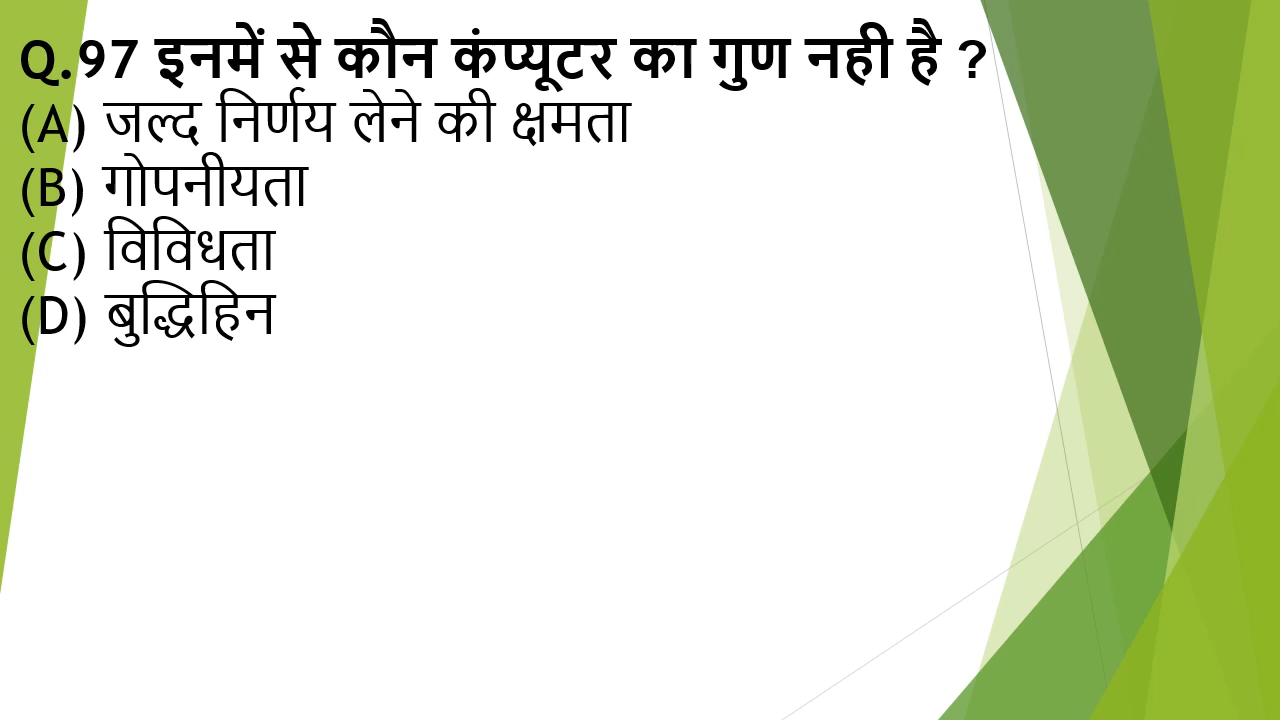 Q.97 इनमें से कौन कंप्यूटर का गुण नही है ?
(A) जल्द निर्णय लेने की क्षमता
(B) गोपनीयता
(C) विविधता
(D) बुद्धिहिन